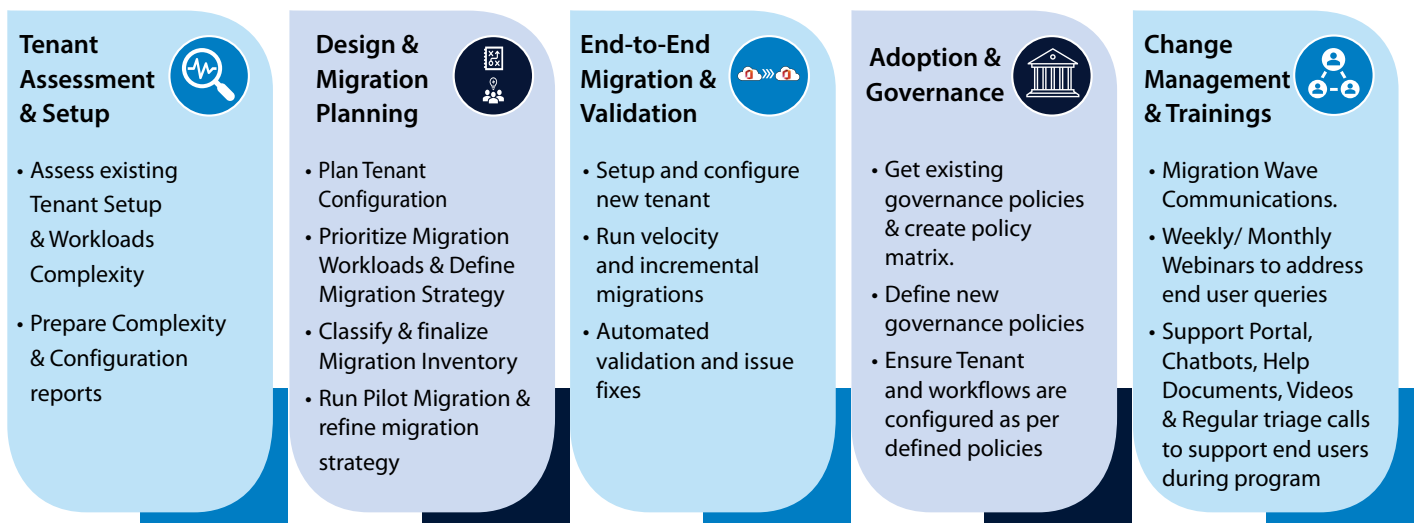 Tenant
Assessment
& Setup
• Assess existing
Tenant Setup
& Workloads
Complexity
• Prepare Complexity
& Configuration
reports
Design &
Migration
Planning
• Plan Tenant
Configuration
• Prioritize Migration
Workloads & Define
Migration Strategy
• Classify & finalize
Migration Inventory
• Run Pilot Migration &
refine migration
strategy
End-to-End
Migration &
Validation
• Setup and configure
new tenant
• Run velocity
and incremental
migrations
• Automated
validation and issue
fixes
Adoption &
Governance
• Get existing
governance policies
& create policy
matrix.
• Define new
governance policies
• Ensure Tenant
and workflows are
configured as per
defined policies
Change
Management
& Trainings
• Migration Wave
Communications.
• Weekly/ Monthly
Webinars to address
end user queries
• Support Portal,
Chatbots, Help
Documents, Videos
& Regular triage calls
to support end users
during program